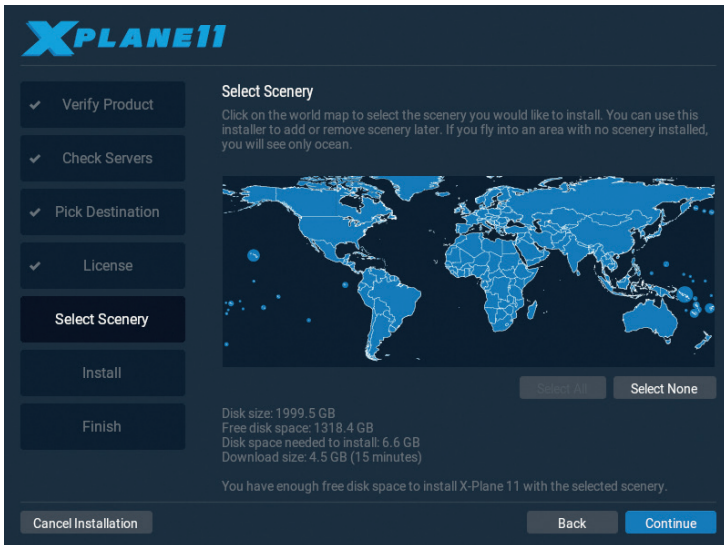 XPLANE11
Verify Product
Check Servers
Pick Destination
License
Select Scenery
Install
Finish
Select Scenery
Click on the world map to select the scenery you would like to install. You can use this
installer to add or remove scenery later. If you fly into an area with no scenery installed,
you will see only ocean.
Select All
Select None
Disk size: 1999.5 GB
Free disk space: 1318.4 GB
Disk space needed to install: 6.6 GB
Download size: 4.5 GB (15 minutes)
You have enough free disk space to install X-Plane 11 with the selected scenery.
Cancel Installation
Back
Continue